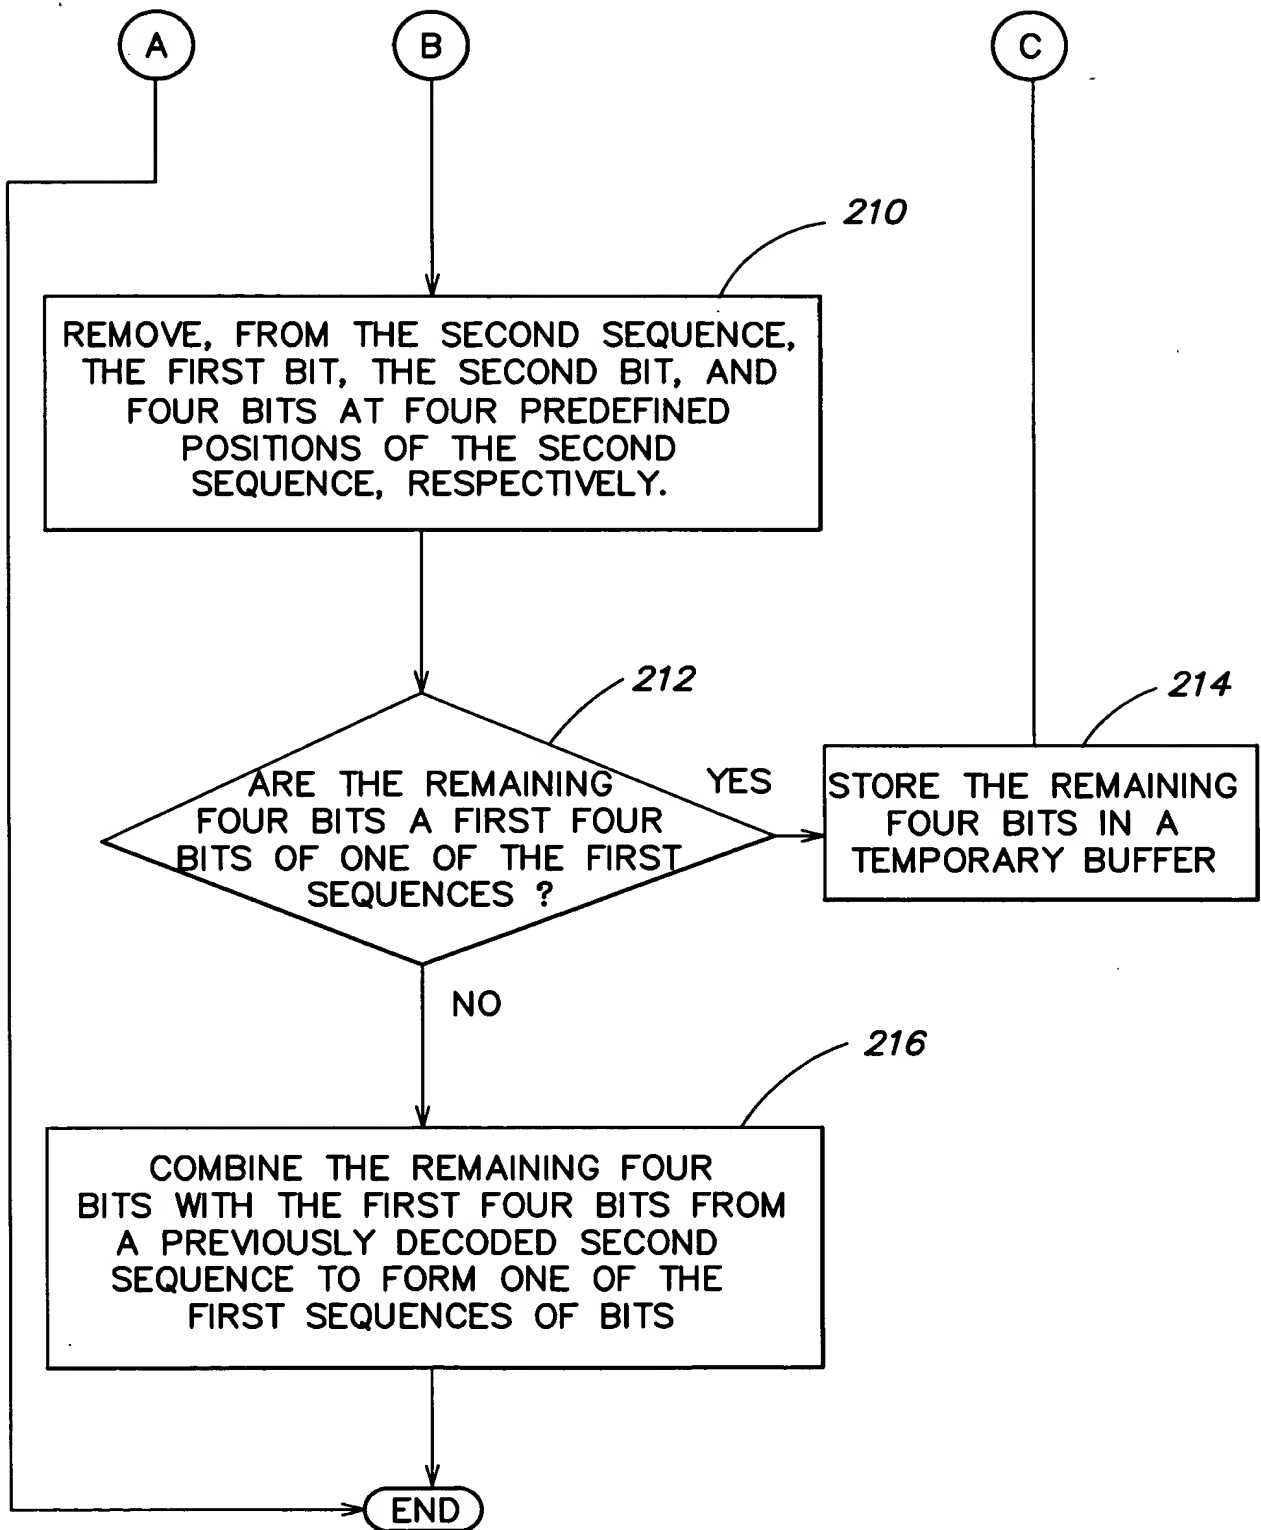 A
B
C
210
REMOVE, FROM THE SECOND SEQUENCE,
THE FIRST BIT, THE SECOND BIT, AND
FOUR BITS AT FOUR PREDEFINED
POSITIONS OF THE SECOND
SEQUENCE, RESPECTIVELY.
212
214
ARE THE REMAINING
FOUR BITS A FIRST FOUR
BITS OF ONE OF THE FIRST
SEQUENCES ?
YES
STORE THE REMAINING
FOUR BITS IN A
TEMPORARY BUFFER
NO
216
COMBINE THE REMAINING FOUR
BITS WITH THE FIRST FOUR BITS FROM
A PREVIOUSLY DECODED SECOND
SEQUENCE TO FORM ONE OF THE
FIRST SEQUENCES OF BITS
END